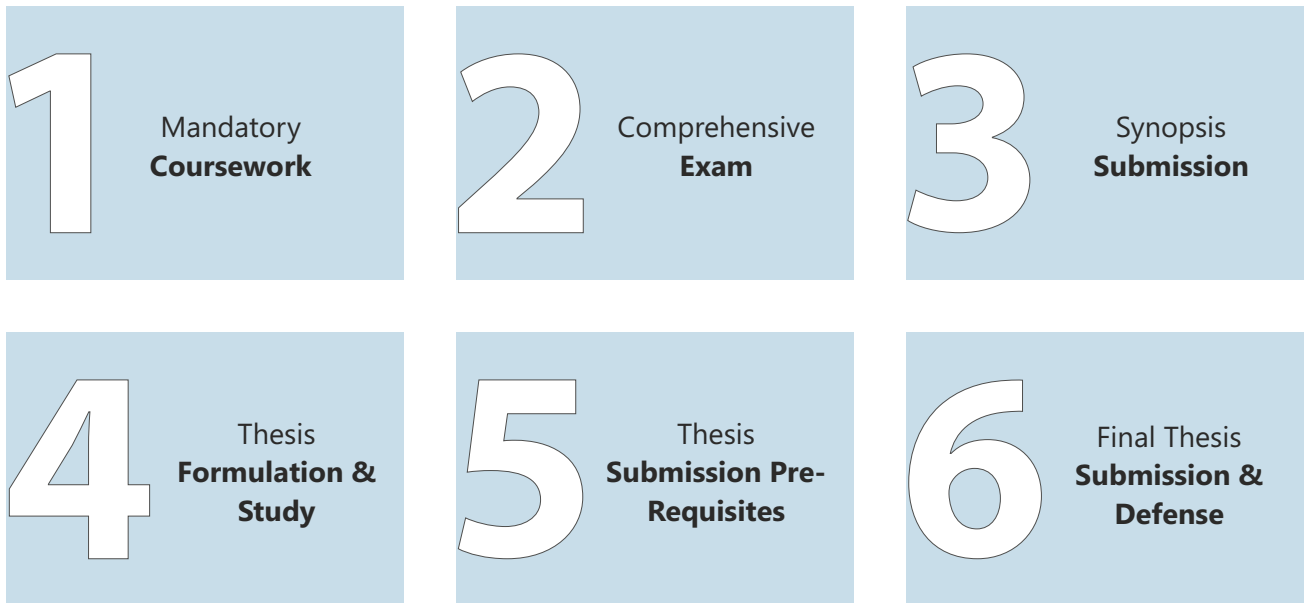 1
Mandatory
Coursework
2
Comprehensive
Exam
3
Synopsis
Submission
4
Thesis
Formulation &
Study
5
Thesis
Submission Pre-
Requisites
6
Final Thesis
Submission &
Defense